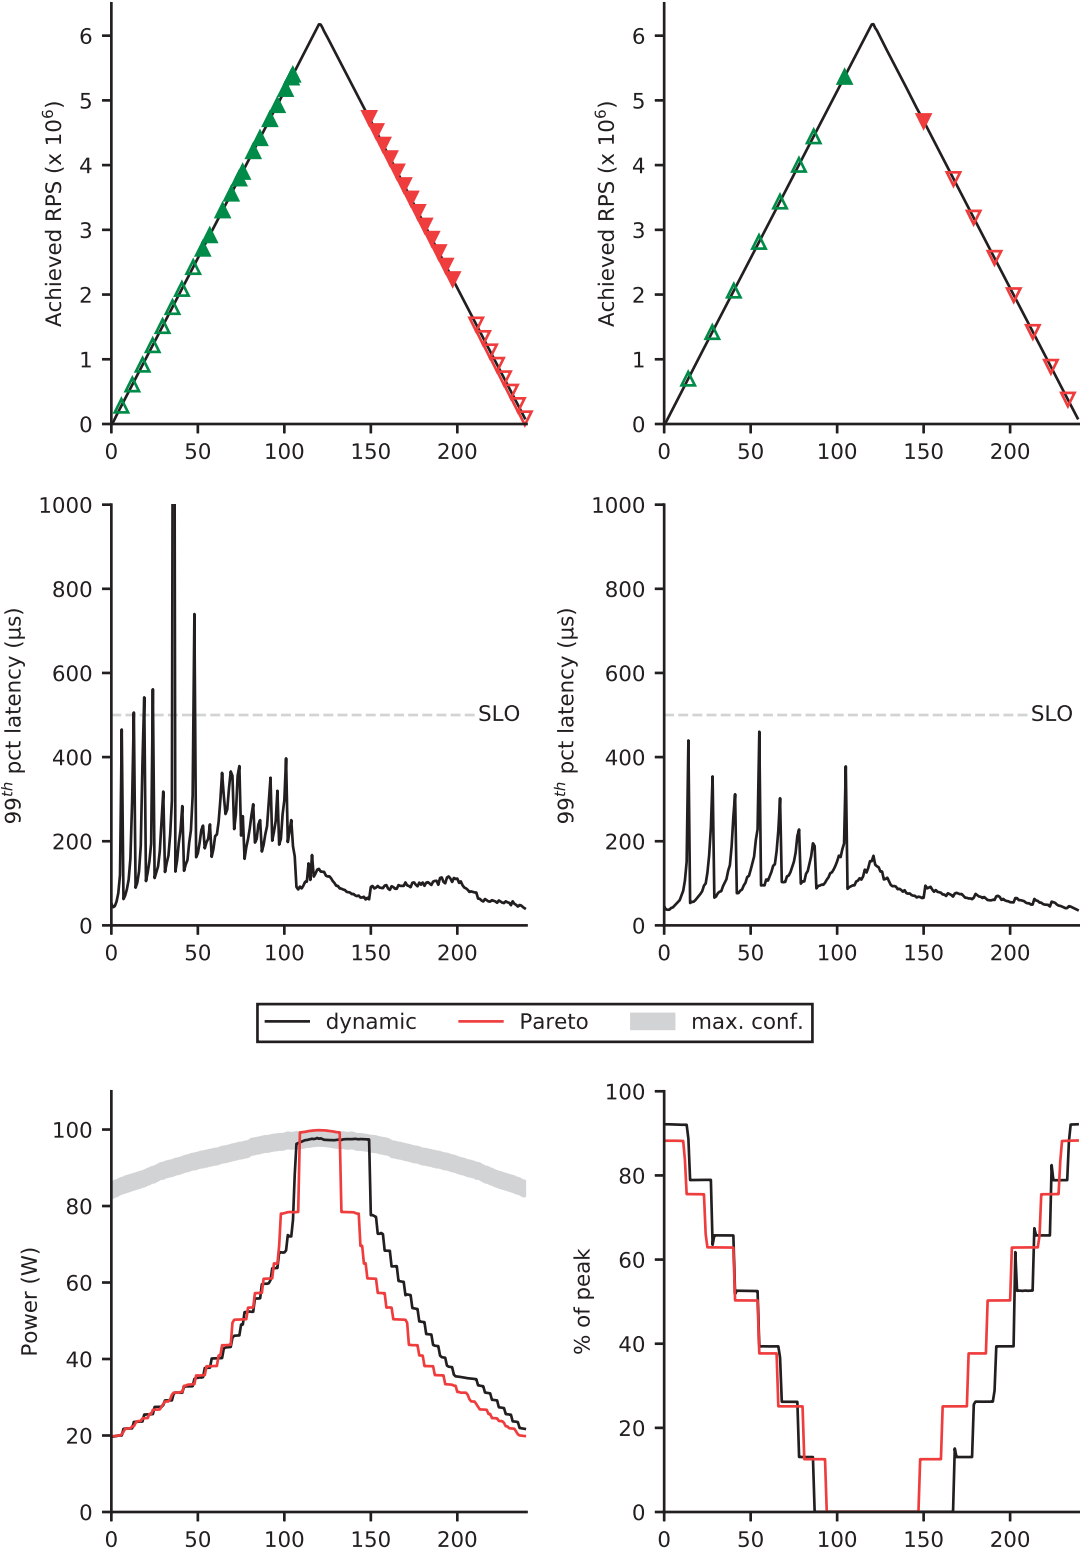 Achieved RPS (x 10⁶)
6
5
4
3
2
1
0
0 50 100 150 200
Achieved RPS (x 10⁶)
6
5
4
3
2
1
0
0 50 100 150 200
99ᵗʰ pct latency (µs)
1000
800
600
400
200
0
SLO
0 50 100 150 200
99ᵗʰ pct latency (µs)
1000
800
600
400
200
0
SLO
0 50 100 150 200
dynamic Pareto max. conf.
Power (W)
100
80
60
40
20
0
0 50 100 150 200
% of peak
100
80
60
40
20
0
0 50 100 150 200